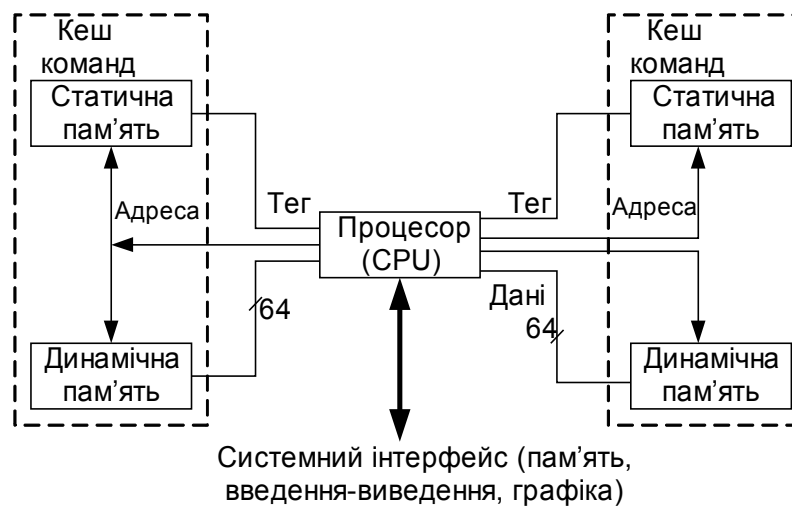 Кеш
команд
Статична
пам’ять
Адреса
Динамічна
пам’ять
Тег
64
Процесор
(CPU)
Тег
Дані
64
Кеш
команд
Статична
пам’ять
Адреса
Динамічна
пам’ять
Системний інтерфейс (пам’ять,
введення-виведення, графіка)